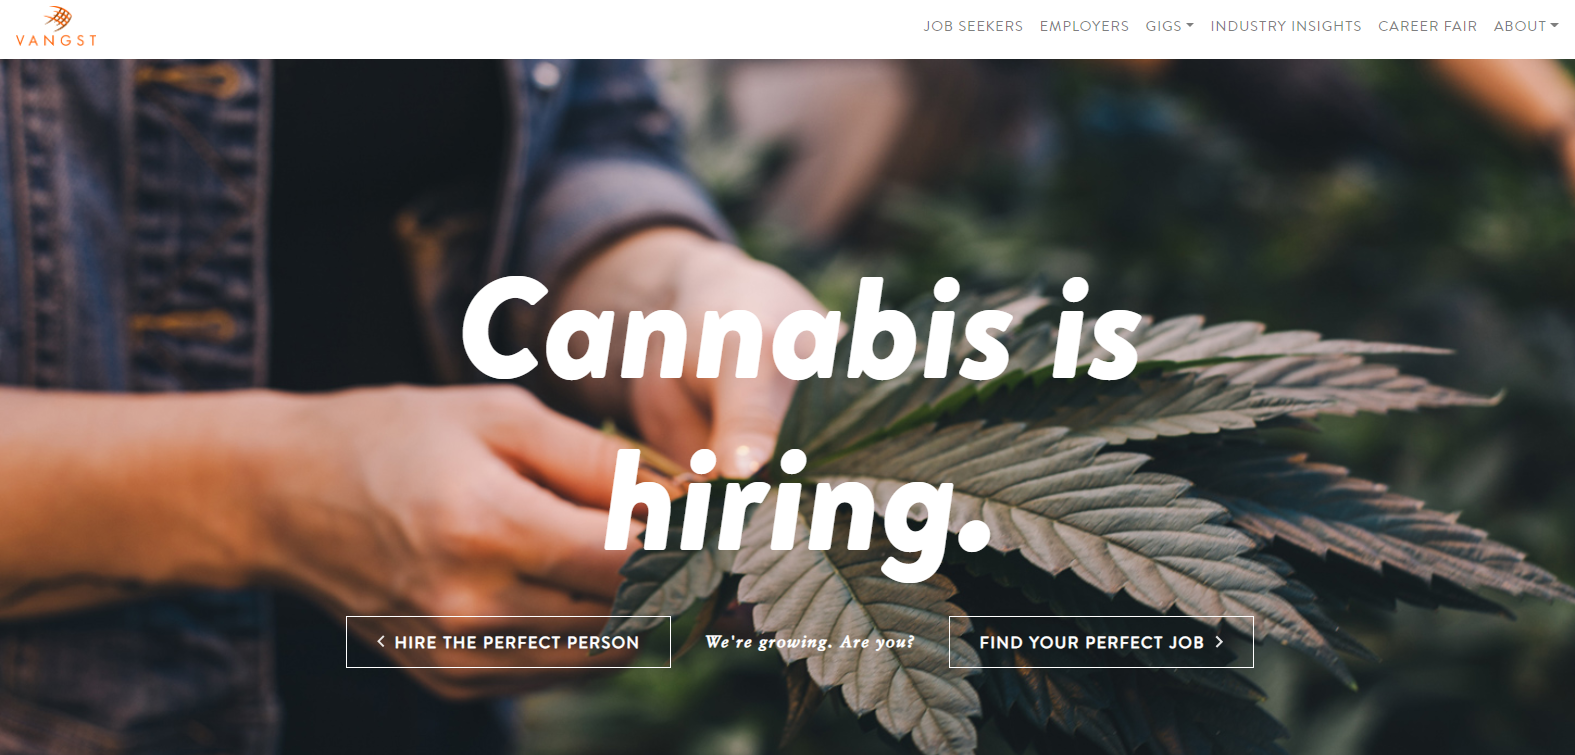 VANGST
JOB SEEKERS EMPLOYERS GIGS INDUSTRY INSIGHTS CAREER FAIR ABOUT
Cannabis is
hiring.
HIRE THE PERFECT PERSON
We're growing. Are you?
FIND YOUR PERFECT JOB